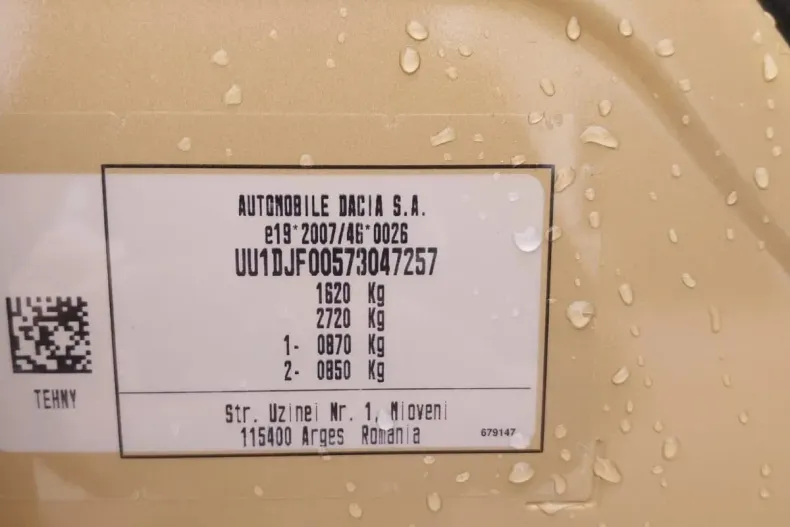 AUTOMOBILE DACIA S.A.
e19*2007/46*0026
UU1DJF00573047257
1620 Kg
2720 Kg
1- 0870 Kg
2- 0850 Kg
TEHNY
Str. Uzinei Nr. 1, Mioveni
115400 Arges Romania
679147